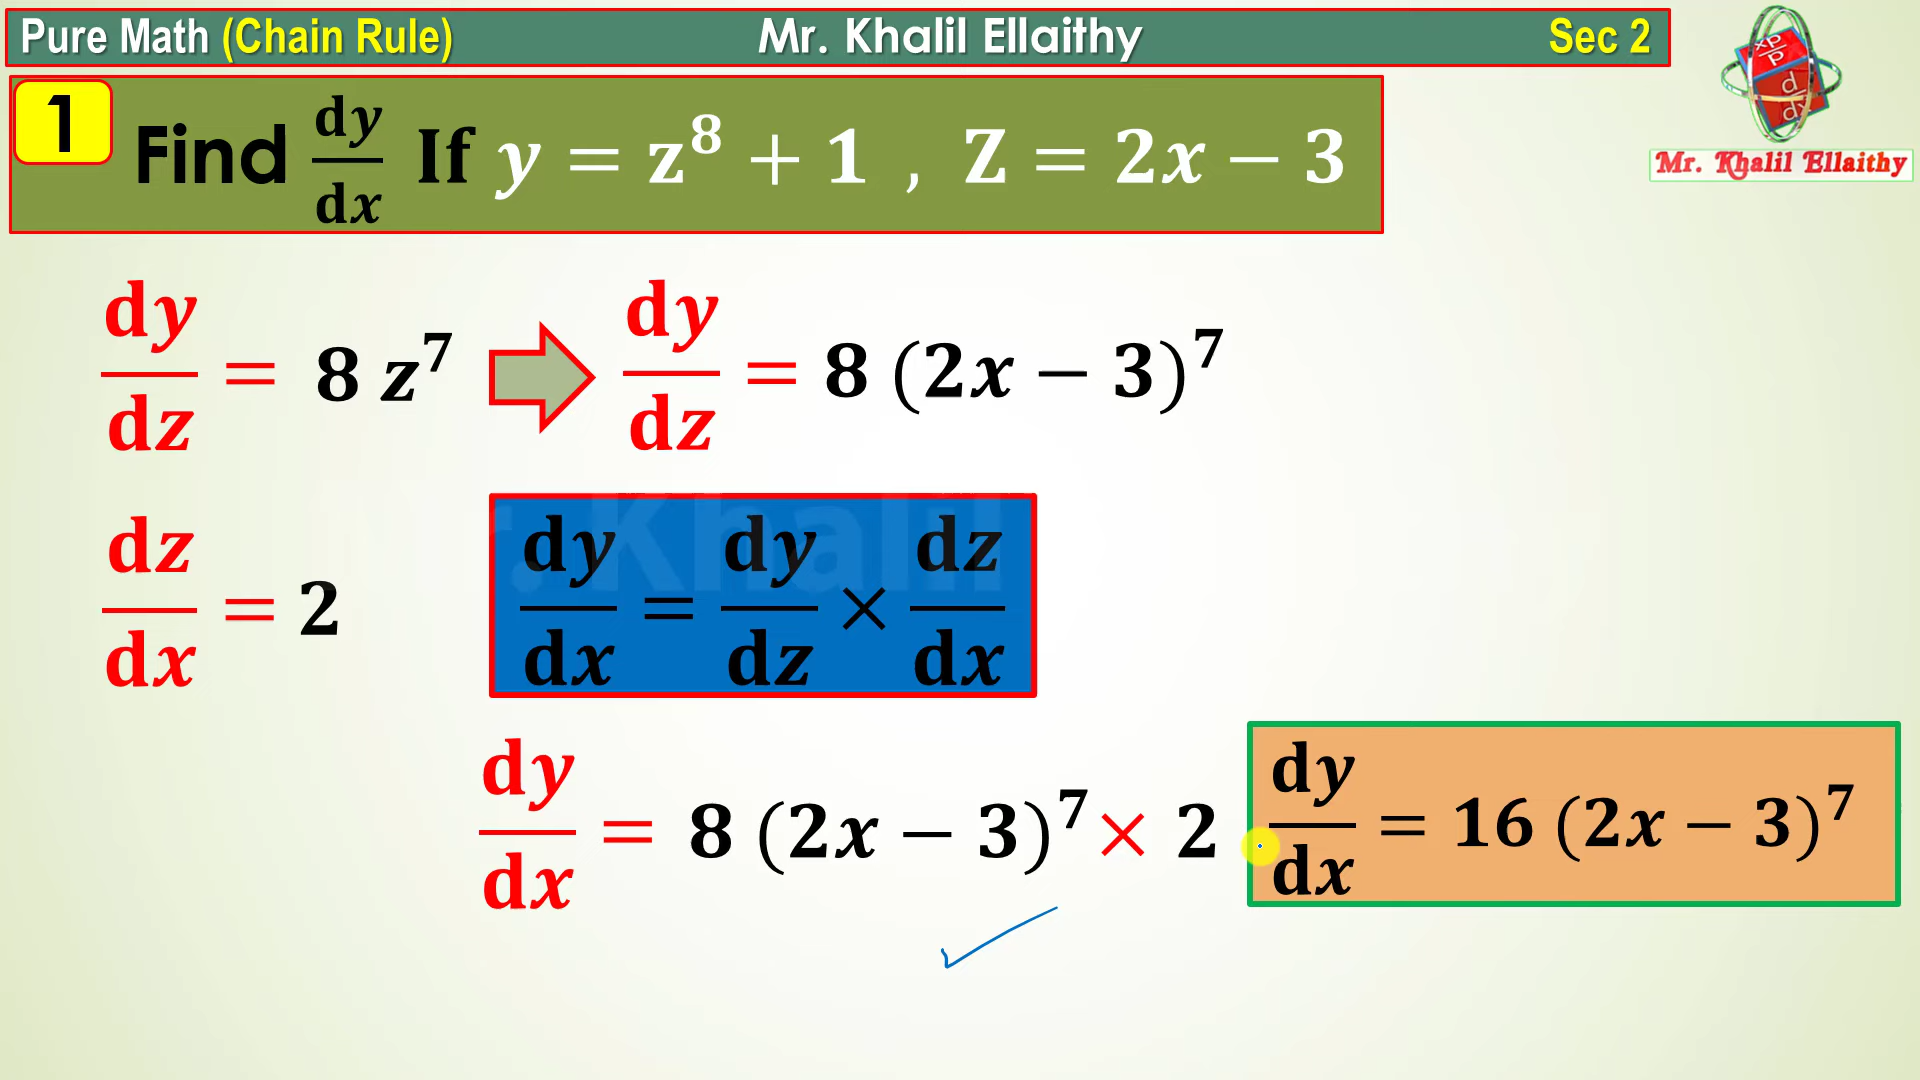 Pure Math (Chain Rule) Mr. Khalil Ellaithy Sec 2
Mr. Khalil Ellaithy
1 Find dy/dx If y = z⁸ + 1 , Z = 2x − 3
dy/dz = 8 z⁷ dy/dz = 8 (2x − 3)⁷
dz/dx = 2 dy/dx = dy/dz × dz/dx
dy/dx = 8 (2x − 3)⁷ × 2 dy/dx = 16 (2x − 3)⁷